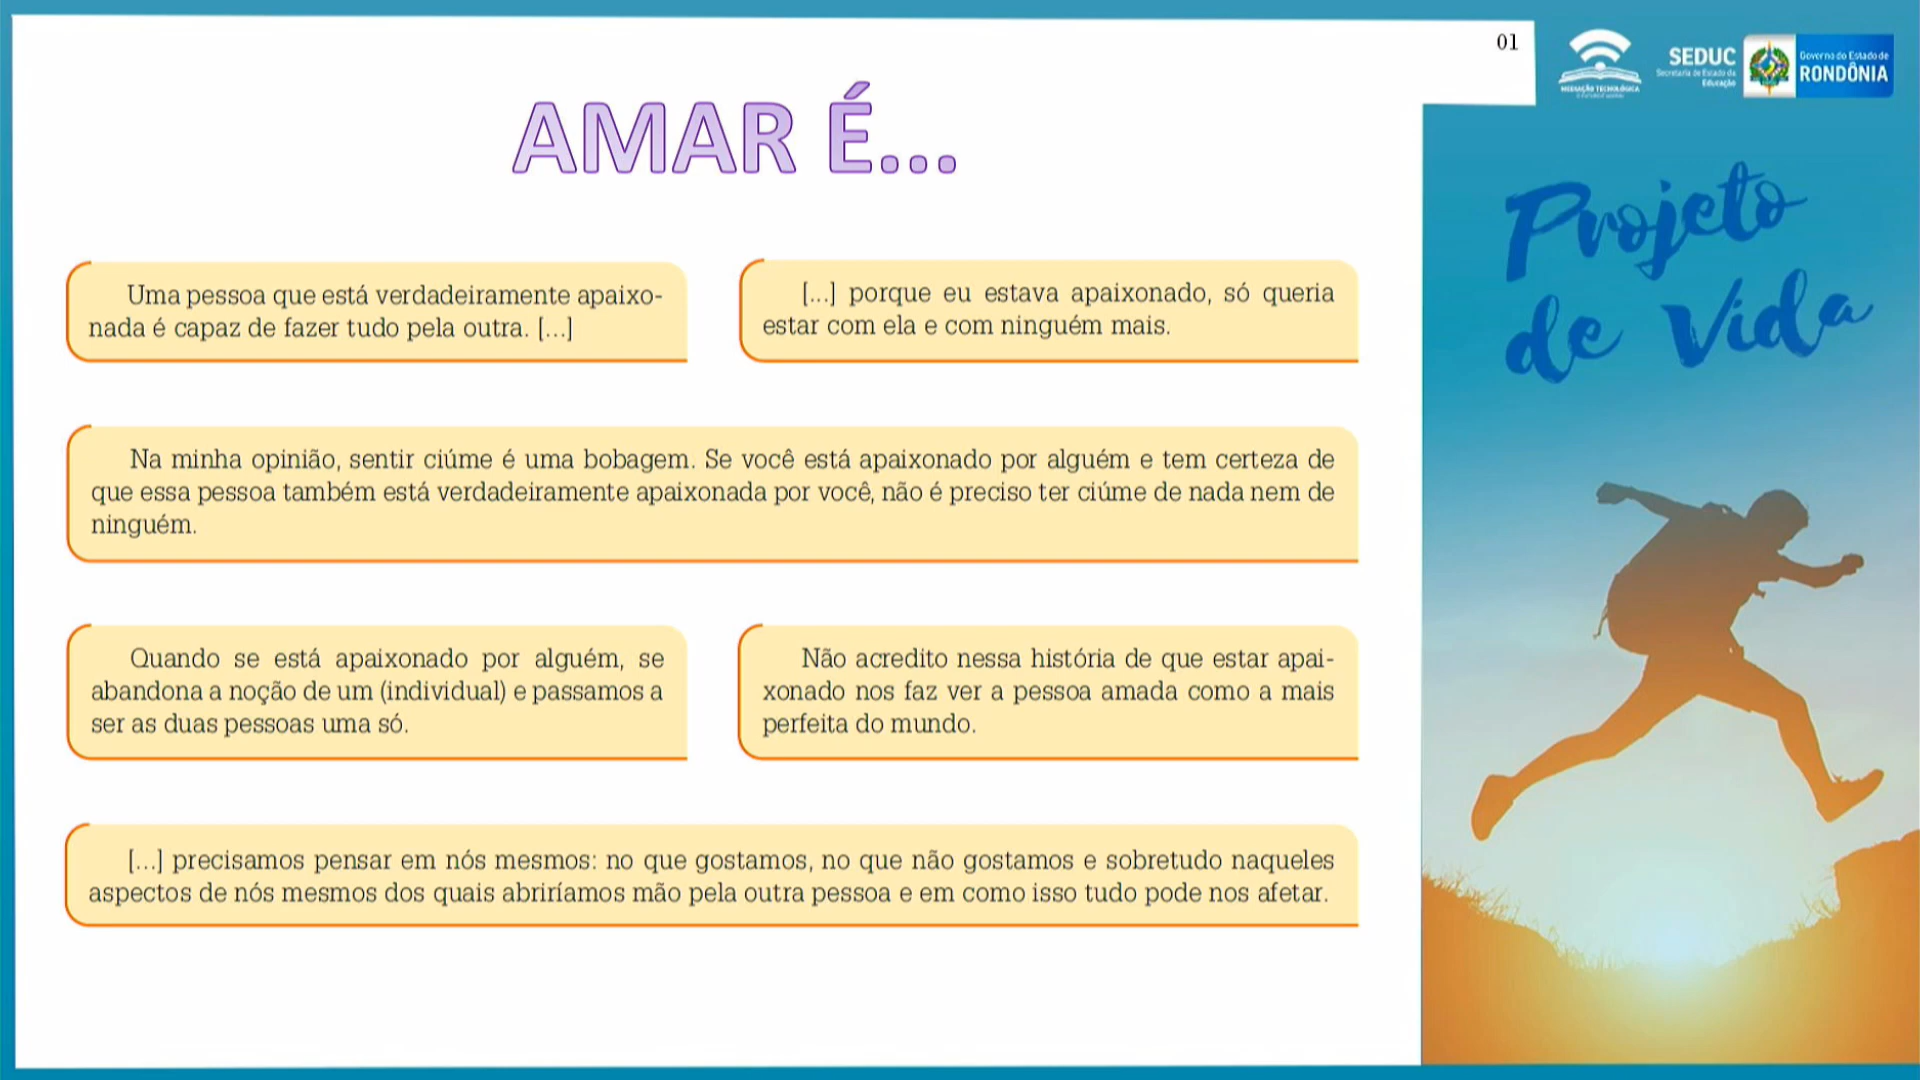 01
SEDUC
Secretaria de Estado da
Educação
Governo do Estado de
RONDÔNIA
MEDIAÇÃO TECNOLÓGICA
AMAR É...
Projeto
de Vida
Uma pessoa que está verdadeiramente apaixo-
nada é capaz de fazer tudo pela outra. [...]
[...] porque eu estava apaixonado, só queria
estar com ela e com ninguém mais.
Na minha opinião, sentir ciúme é uma bobagem. Se você está apaixonado por alguém e tem certeza de
que essa pessoa também está verdadeiramente apaixonada por você, não é preciso ter ciúme de nada nem de
ninguém.
Quando se está apaixonado por alguém, se
abandona a noção de um (individual) e passamos a
ser as duas pessoas uma só.
Não acredito nessa história de que estar apai-
xonado nos faz ver a pessoa amada como a mais
perfeita do mundo.
[...] precisamos pensar em nós mesmos: no que gostamos, no que não gostamos e sobretudo naqueles
aspectos de nós mesmos dos quais abriríamos mão pela outra pessoa e em como isso tudo pode nos afetar.